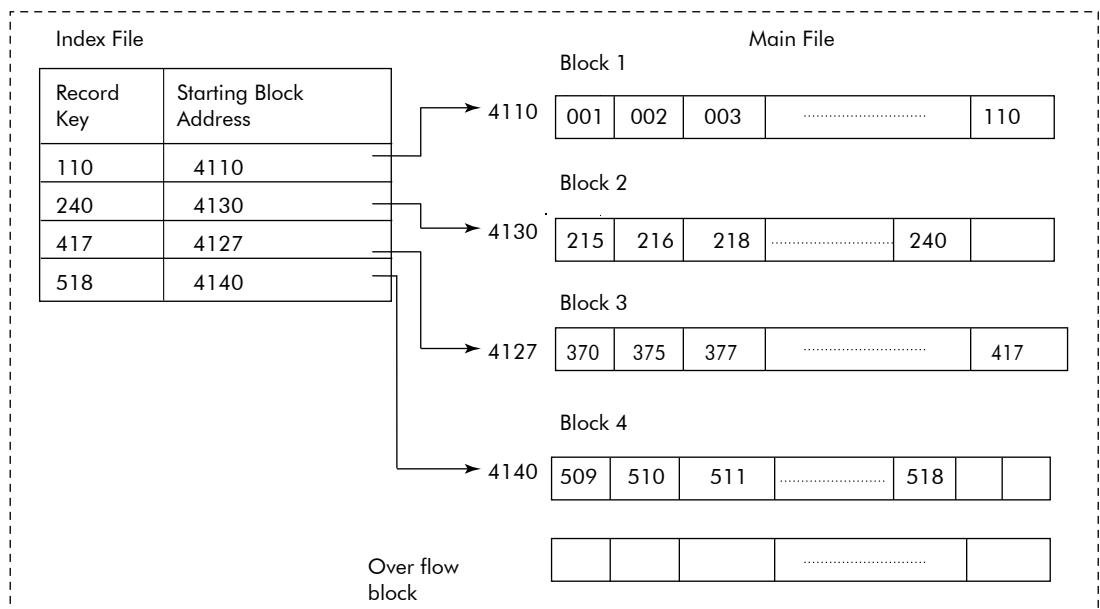 Index File
Main File
Record Key
Starting Block Address
110 4110
240 4130
417 4127
518 4140
Block 1
4110 001 002 003 .............................. 110
Block 2
4130 215 216 218 .............................. 240
Block 3
4127 370 375 377 .............................. 417
Block 4
4140 509 510 511 .............................. 518
..............................
Over flow
block